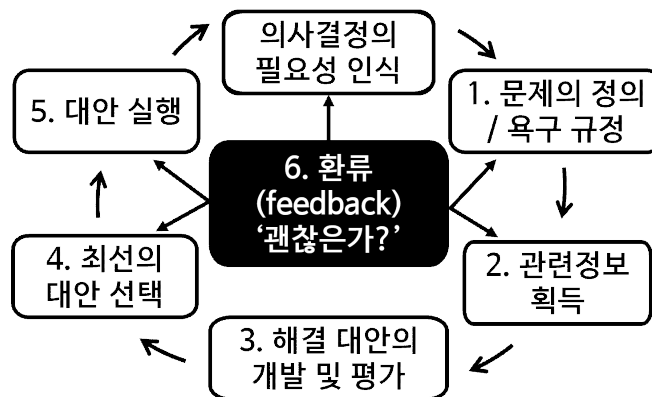 의사결정의
필요성 인식
1. 문제의 정의
/ 욕구 규정
2. 관련정보
획득
3. 해결 대안의
개발 및 평가
4. 최선의
대안 선택
5. 대안 실행
6. 환류
(feedback)
‘괜찮은가?’